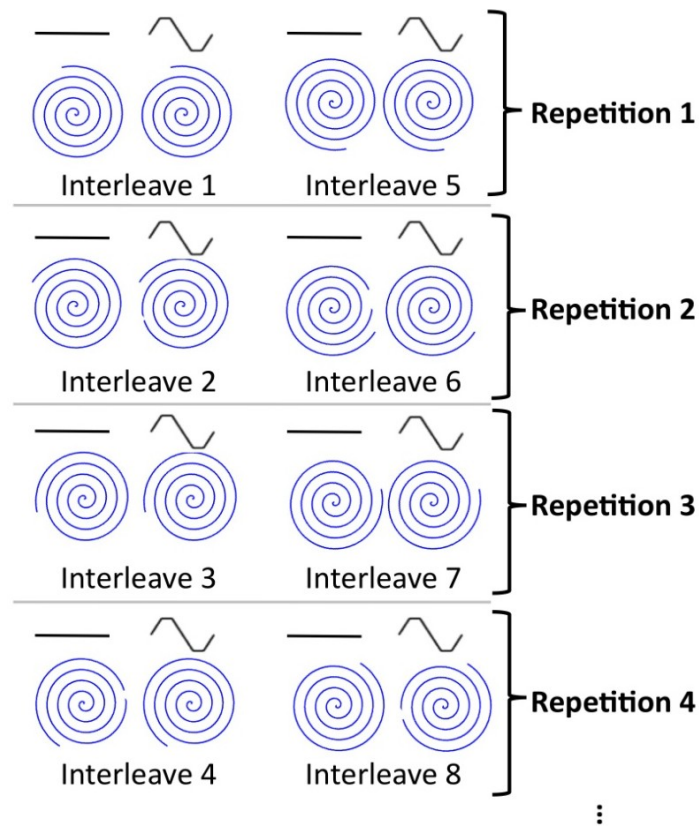 Repetition 1
Interleave 1 Interleave 5
Repetition 2
Interleave 2 Interleave 6
Repetition 3
Interleave 3 Interleave 7
Repetition 4
Interleave 4 Interleave 8
⋮